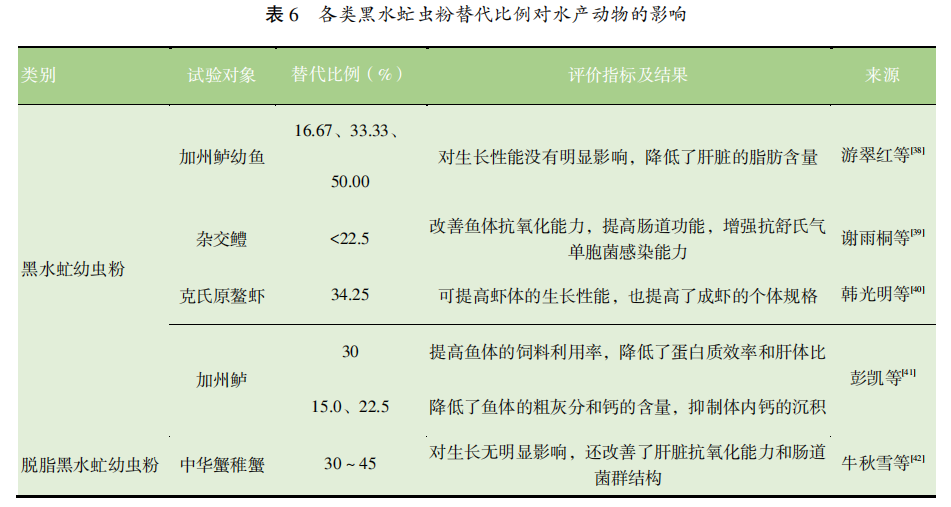 表 6 各类黑水虻虫粉替代比例对水产动物的影响
类别 试验对象 替代比例（%） 评价指标及结果 来源
黑水虻幼虫粉
加州鲈幼鱼 16.67、33.33、
50.00
对生长性能没有明显影响，降低了肝脏的脂肪含量 游翠红等[38]
杂交鳢 <22.5 改善鱼体抗氧化能力，提高肠道功能，增强抗舒氏气
单胞菌感染能力
谢雨桐等[39]
克氏原螯虾 34.25 可提高虾体的生长性能，也提高了成虾的个体规格 韩光明等[40]
加州鲈
30 提高鱼体的饲料利用率，降低了蛋白质效率和肝体比
彭凯等[41]
15.0、22.5 降低了鱼体的粗灰分和钙的含量，抑制体内钙的沉积
脱脂黑水虻幼虫粉 中华蟹稚蟹 30～45 对生长无明显影响，还改善了肝脏抗氧化能力和肠道
菌群结构
牛秋雪等[42]